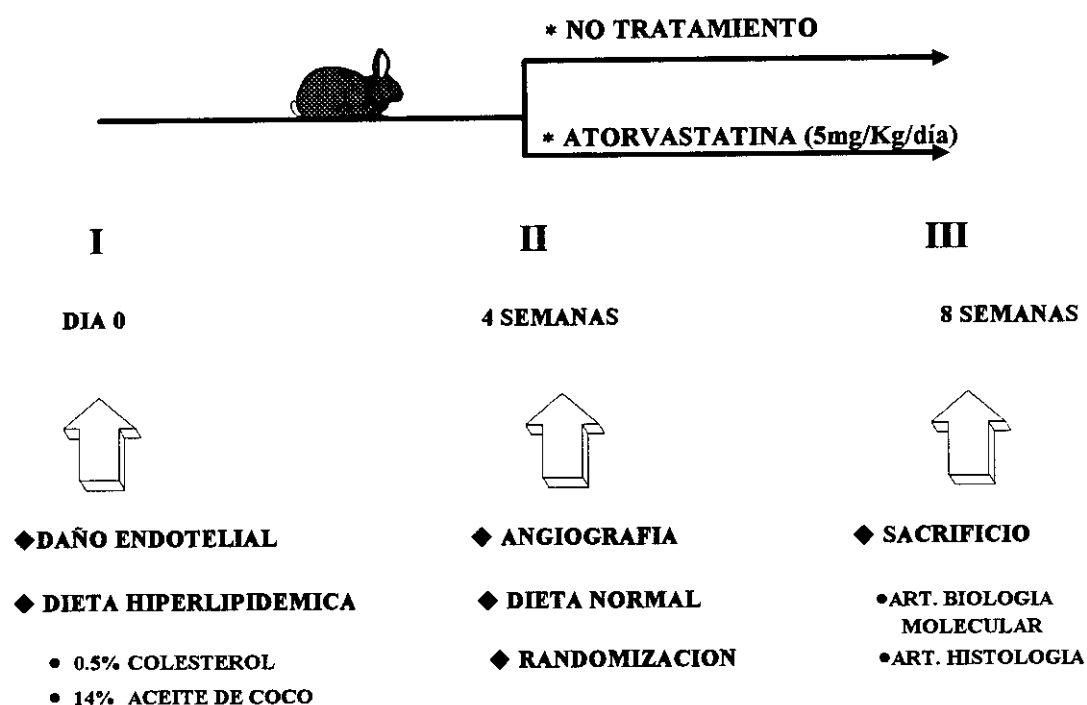 * NO TRATAMIENTO
* ATORVASTATINA (5mg/Kg/día)
I
II
III
DIA 0
4 SEMANAS
8 SEMANAS
◆DAÑO ENDOTELIAL
◆ DIETA HIPERLIPIDEMICA
• 0.5% COLESTEROL
• 14% ACEITE DE COCO
◆ ANGIOGRAFIA
◆ DIETA NORMAL
◆ RANDOMIZACION
◆ SACRIFICIO
•ART. BIOLOGIA
MOLECULAR
•ART. HISTOLOGIA